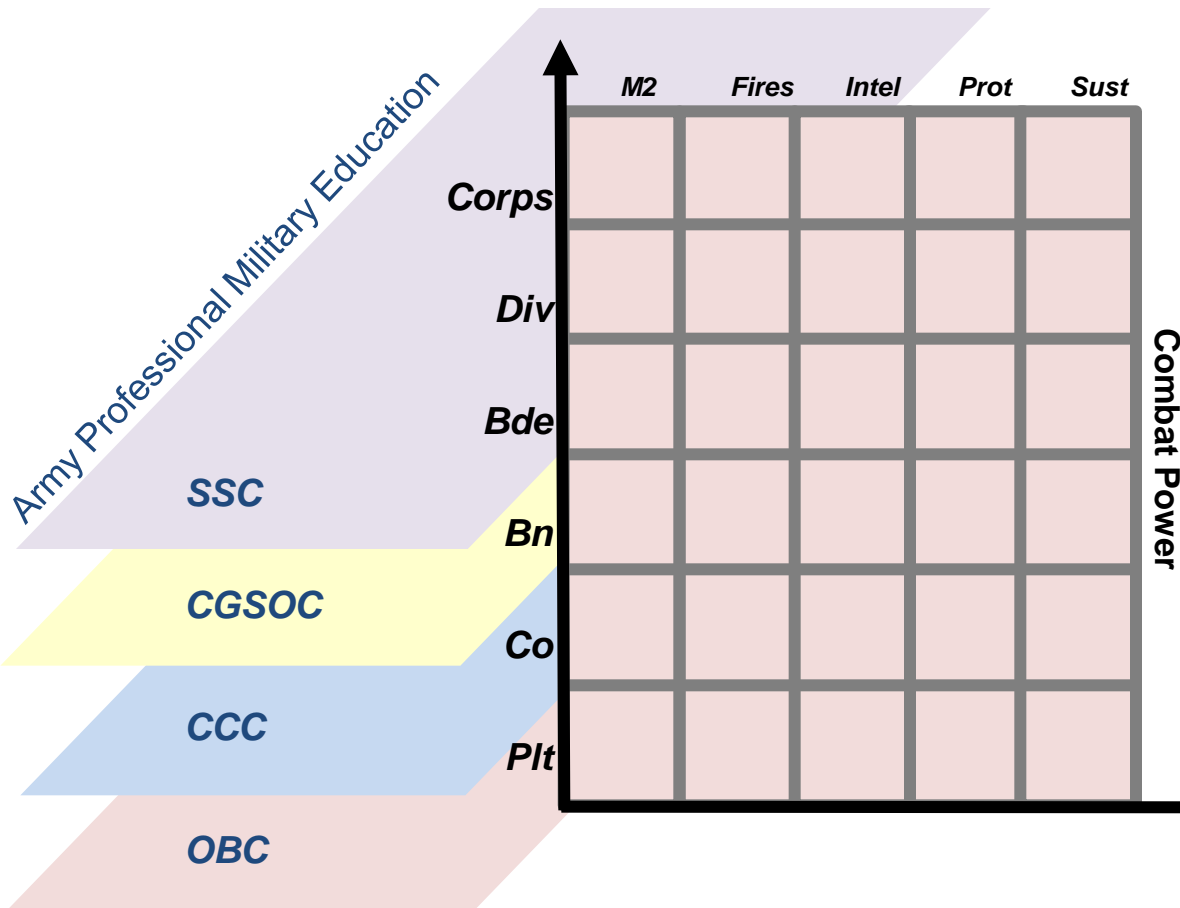 Army Professional Military Education
M2 Fires Intel Prot Sust
Corps
Div
Bde
Bn
Co
Plt
SSC
CGSOC
CCC
OBC
Combat Power